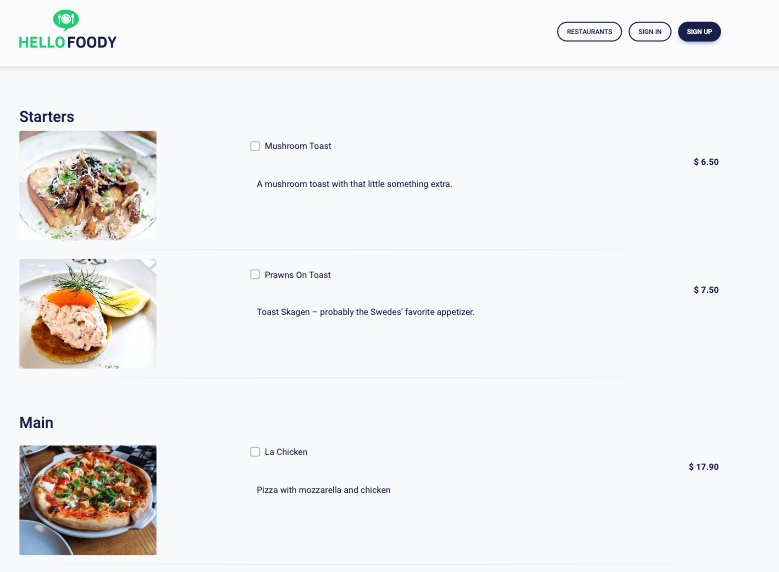 HELLOFOODY
RESTAURANTS
SIGN IN
SIGN UP
Starters
Mushroom Toast
$ 6.50
A mushroom toast with that little something extra.
Prawns On Toast
$ 7.50
Toast Skagen – probably the Swedes' favorite appetizer.
Main
La Chicken
$ 17.90
Pizza with mozzarella and chicken